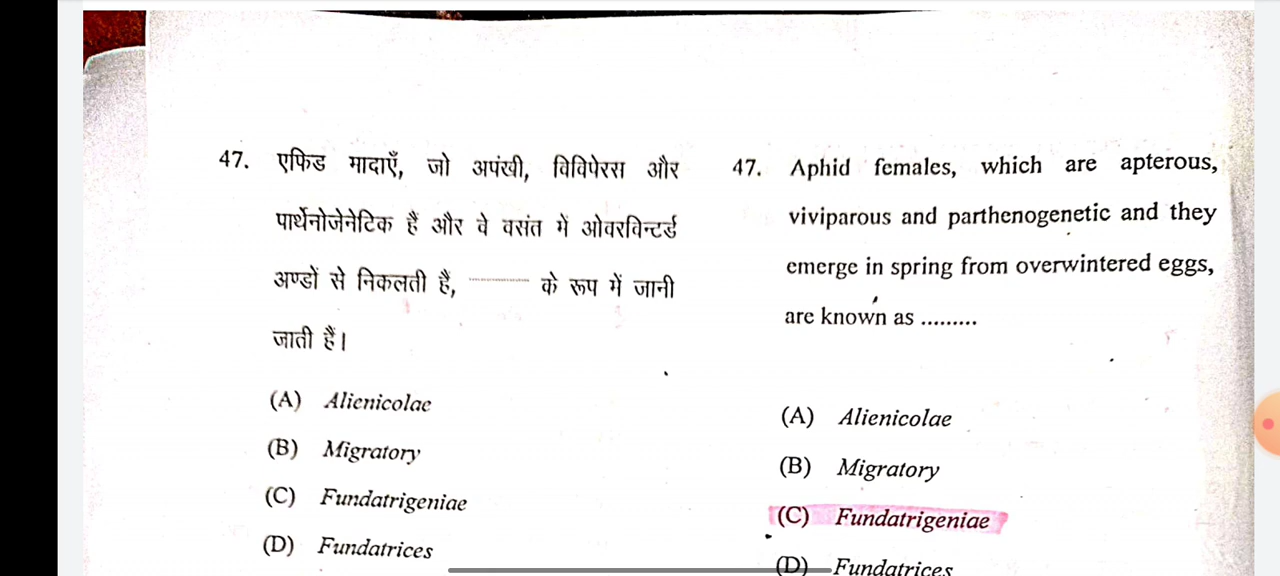 47. एफिड मादाएँ, जो अपंखी, विविपेरस और
पार्थेनोजेनेटिक हैं और वे वसंत में ओवरविन्टर्ड
अण्डों से निकलती हैं, ............ के रूप में जानी
जाती हैं।
(A) Alienicolae
(B) Migratory
(C) Fundatrigeniae
(D) Fundatrices
47. Aphid females, which are apterous,
viviparous and parthenogenetic and they
emerge in spring from overwintered eggs,
are known as .........
(A) Alienicolae
(B) Migratory
(C) Fundatrigeniae
(D) Fundatrices